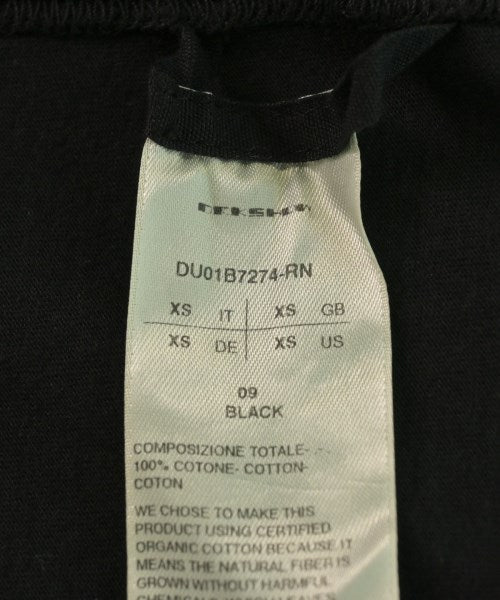 DRKSHDW
DU01B7274-RN
XS IT XS GB
XS DE XS US
09
BLACK
COMPOSIZIONE TOTALE-
100% COTONE- COTTON-
COTON
WE CHOSE TO MAKE THIS
PRODUCT USING CERTIFIED
ORGANIC COTTON BECAUSE IT
MEANS THE NATURAL FIBER IS
GROWN WITHOUT HARMFUL